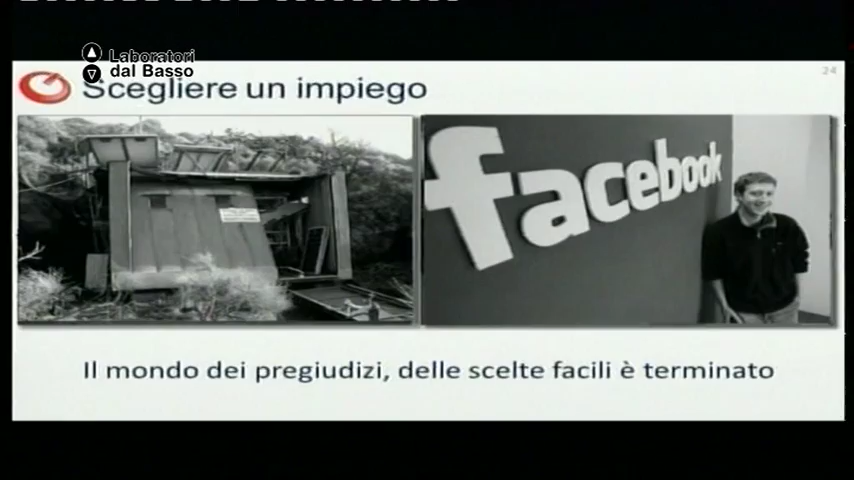 Laboratori
dal Basso
24
Scegliere un impiego
facebook
Il mondo dei pregiudizi, delle scelte facili è terminato